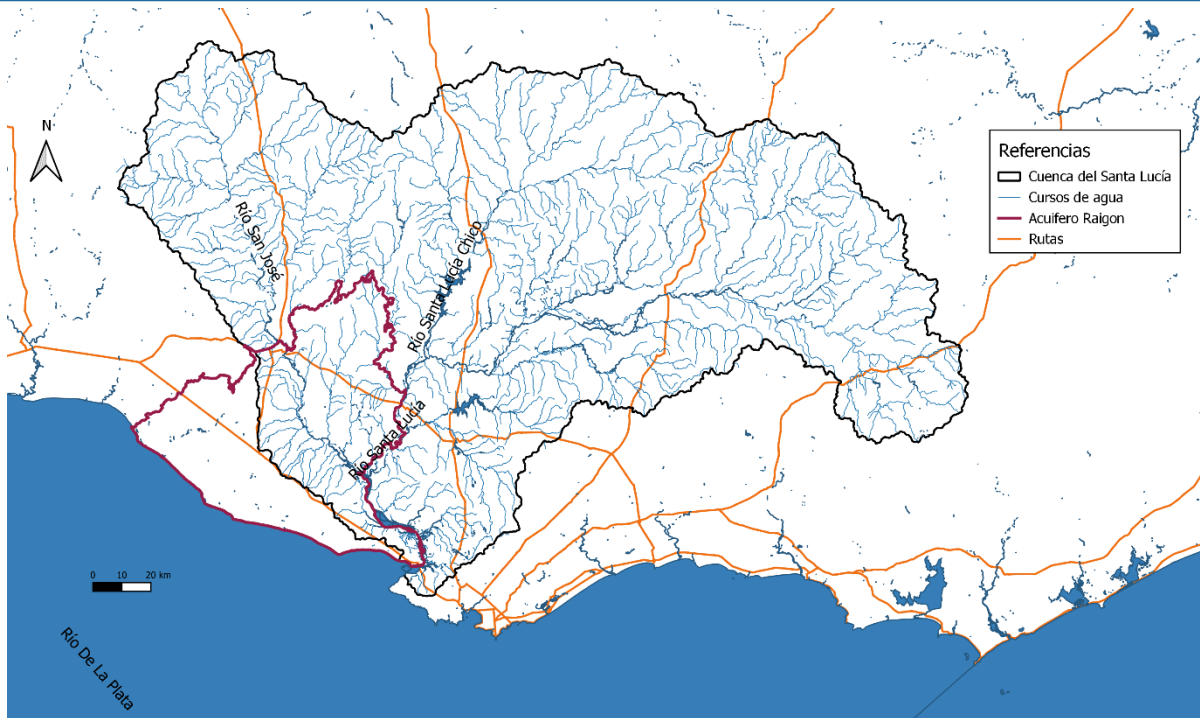 N
Referencias
Cuenca del Santa Lucía
Cursos de agua
Acuifero Raigon
Rutas
Río San José
Río Santa Lucía Chico
Río Santa Lucía
0 10 20 km
Río De La Plata